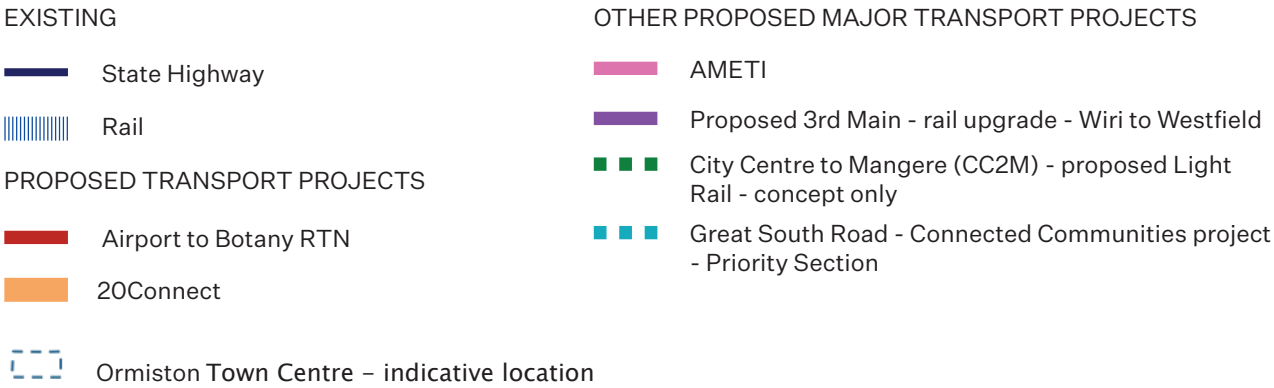 EXISTING
State Highway
Rail
PROPOSED TRANSPORT PROJECTS
Airport to Botany RTN
20Connect
Ormiston Town Centre – indicative location
OTHER PROPOSED MAJOR TRANSPORT PROJECTS
AMETI
Proposed 3rd Main - rail upgrade - Wiri to Westfield
City Centre to Mangere (CC2M) - proposed Light
Rail - concept only
Great South Road - Connected Communities project
- Priority Section